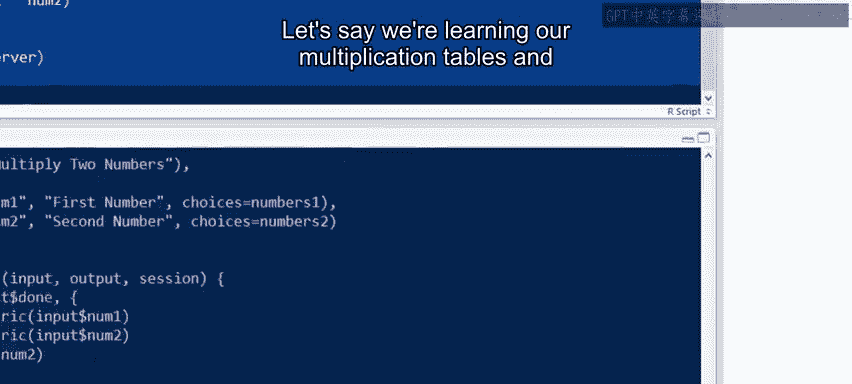 num2)
Let's say we're learning our
multiplication tables and
GPT中英字幕课
erver)
R Script
ultiply Two Numbers"),
m1", "First Number", choices=numbers1),
m2", "Second Number", choices=numbers2)
(input, output, session) {
t$done, {
ric(input$num1)
ric(input$num2)
num2)